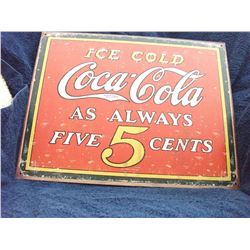 ICE COLD
Coca-Cola
AS ALWAYS
FIVE 5 CENTS